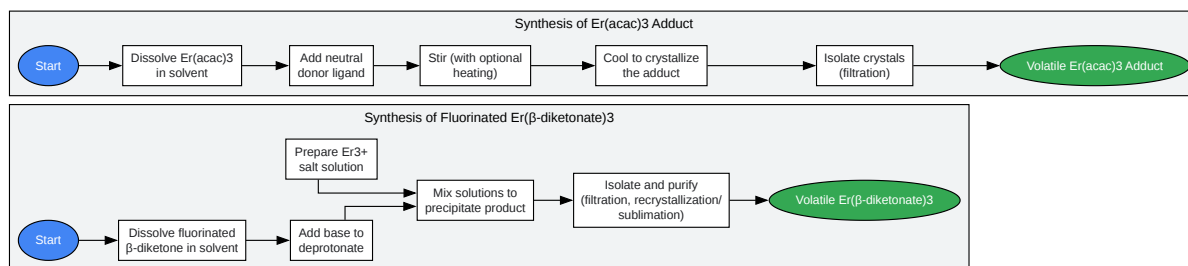 Synthesis of Er(acac)3 Adduct
Start
Dissolve Er(acac)3
in solvent
Add neutral
donor ligand
Stir (with optional
heating)
Cool to crystallize
the adduct
Isolate crystals
(filtration)
Volatile Er(acac)3 Adduct
Synthesis of Fluorinated Er(β-diketonate)3
Prepare Er3+
salt solution
Mix solutions to
precipitate product
Isolate and purify
(filtration, recrystallization/
sublimation)
Volatile Er(β-diketonate)3
Start
Dissolve fluorinated
β-diketone in solvent
Add base to
deprotonate